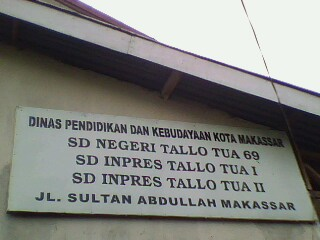 DINAS PENDIDIKAN DAN KEBUDAYAAN KOTA MAKASSAR
SD NEGERI TALLO TUA 69
SD INPRES TALLO TUA I
SD INPRES TALLO TUA II
JL. SULTAN ABDULLAH MAKASSAR